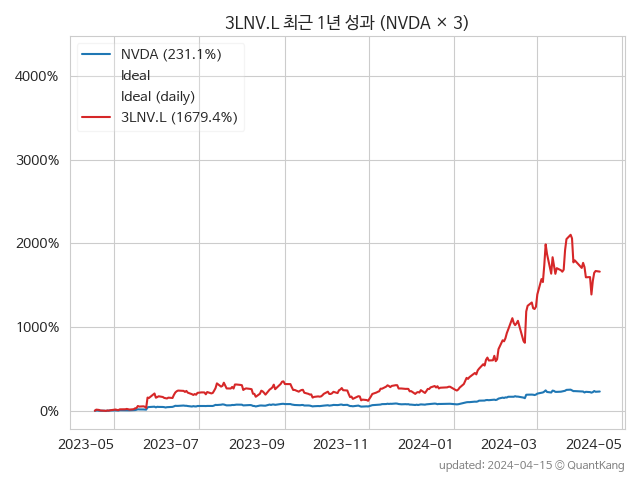 3LNV.L 최근 1년 성과 (NVDA × 3)
NVDA (231.1%)
Ideal
Ideal (daily)
3LNV.L (1679.4%)
4000%
3000%
2000%
1000%
0%
2023-05 2023-07 2023-09 2023-11 2024-01 2024-03 2024-05
updated: 2024-04-15 © QuantKang